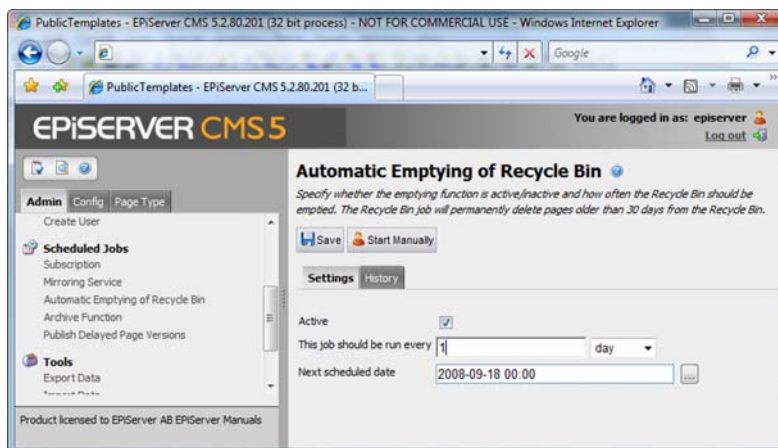 PublicTemplates - EPiServer CMS 5.2.80.201 (32 bit process) - NOT FOR COMMERCIAL USE - Windows Internet Explorer
Google
PublicTemplates - EPiServer CMS 5.2.80.201 (32 b...
EPiSERVER CMS 5
You are logged in as: episerver
Log out
Admin Config Page Type
Create User
Scheduled Jobs
Subscription
Mirroring Service
Automatic Emptying of Recycle Bin
Archive Function
Publish Delayed Page Versions
Tools
Export Data
Product licensed to EPiServer AB EPiServer Manuals
Automatic Emptying of Recycle Bin
Specify whether the emptying function is active/inactive and how often the Recycle Bin should be
emptied. The Recycle Bin job will permanently delete pages older than 30 days from the Recycle Bin.
Save Start Manually
Settings History
Active
This job should be run every 1 day
Next scheduled date 2008-09-18 00:00 ...